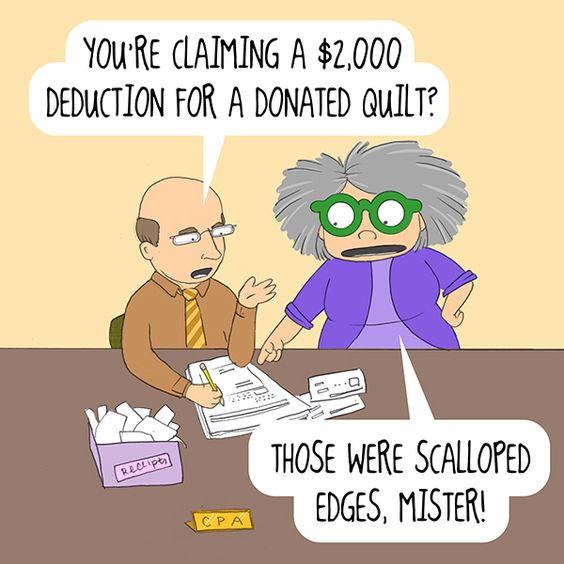 YOU'RE CLAIMING A $2,000
DEDUCTION FOR A DONATED QUILT?
THOSE WERE SCALLOPED
EDGES, MISTER!
RECEIPTS
CPA